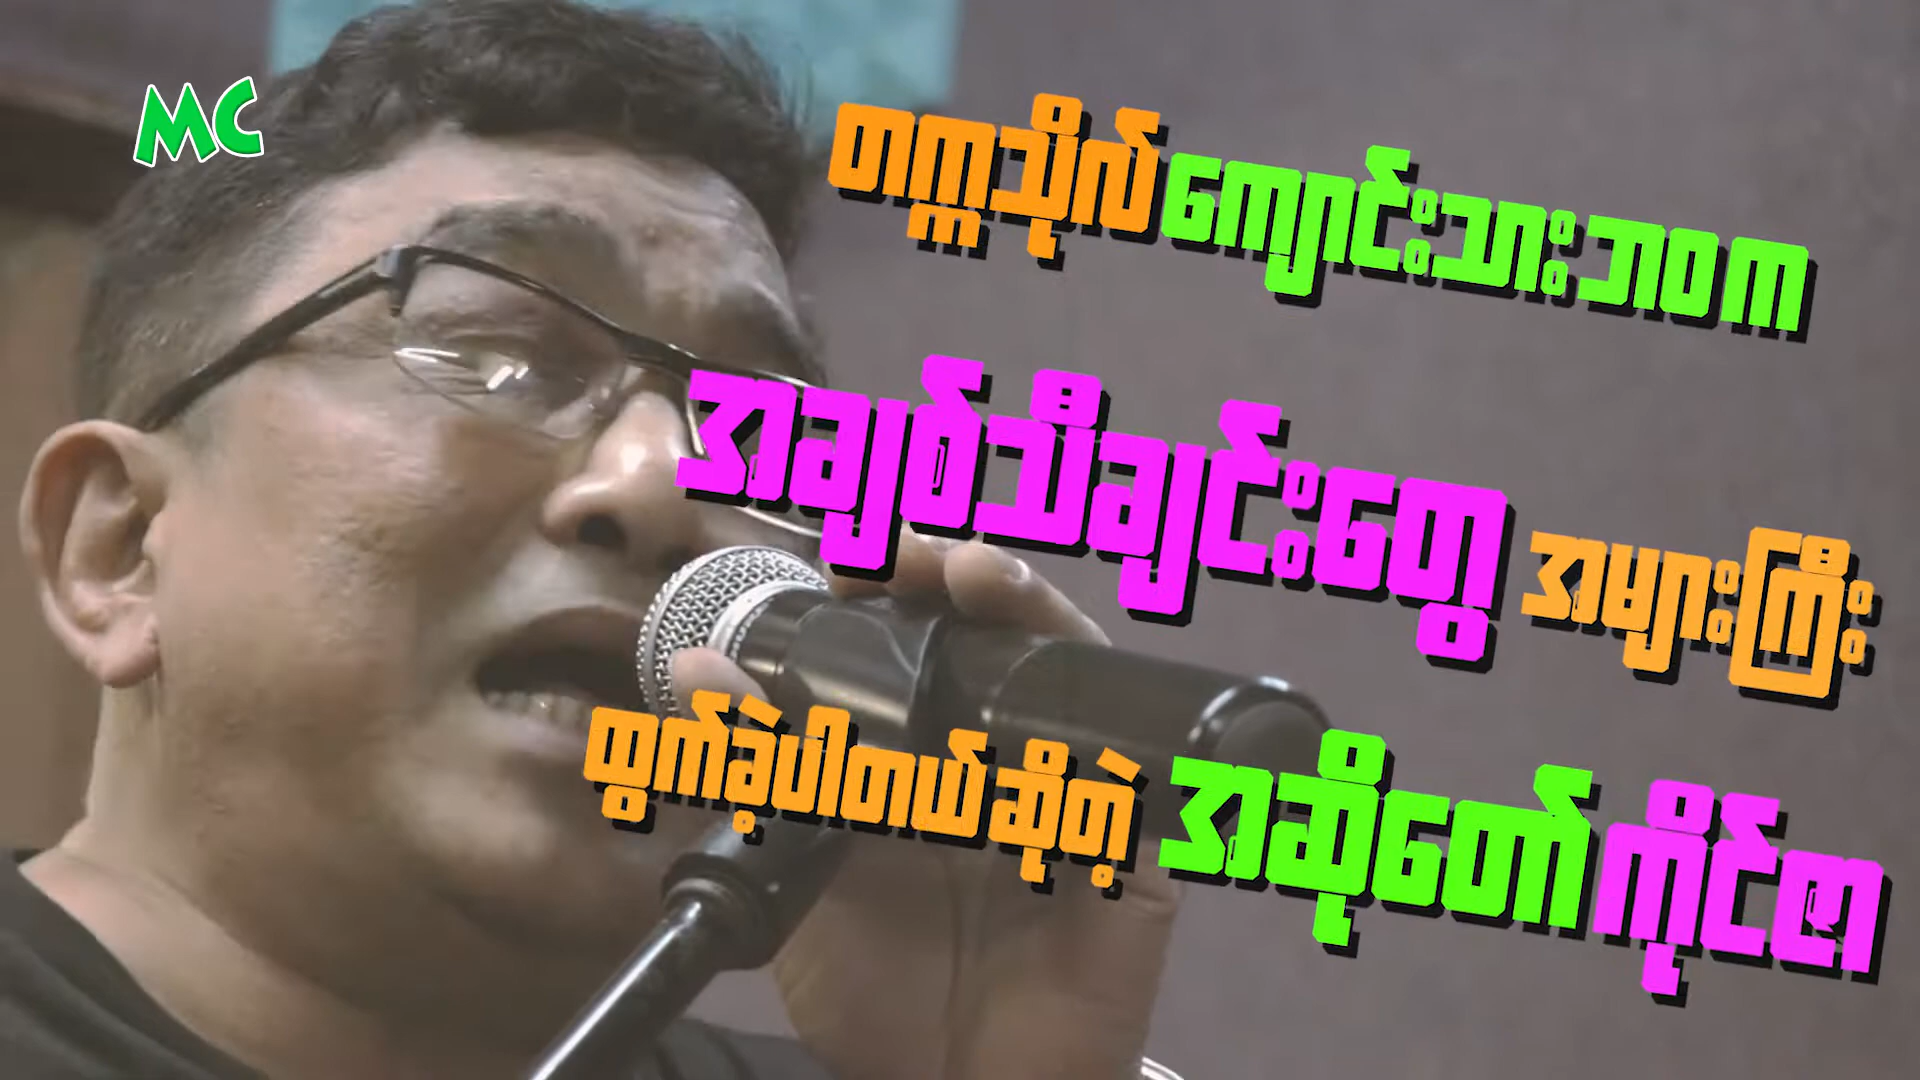 MC
တက္ကသိုလ်ကျောင်းသားဘဝက
အချစ်သီချင်းတွေ အများကြီး
ထွက်ခဲ့ပါတယ်ဆိုတဲ့ အဆိုတော်ကိုင်ဇာ